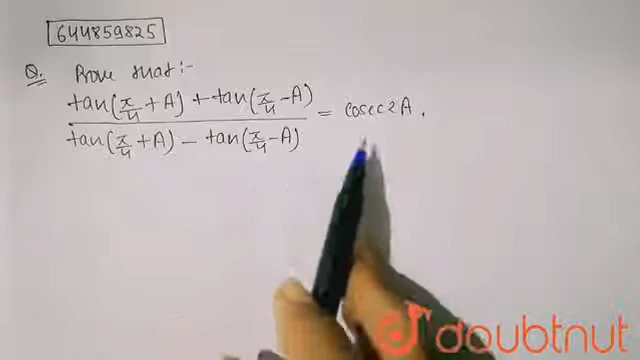 644859825
Q. Prove that:-
tan(π/4 + A) + tan(π/4 - A)
tan(π/4 + A) - tan(π/4 - A)
= cosec2A.
doubtnut